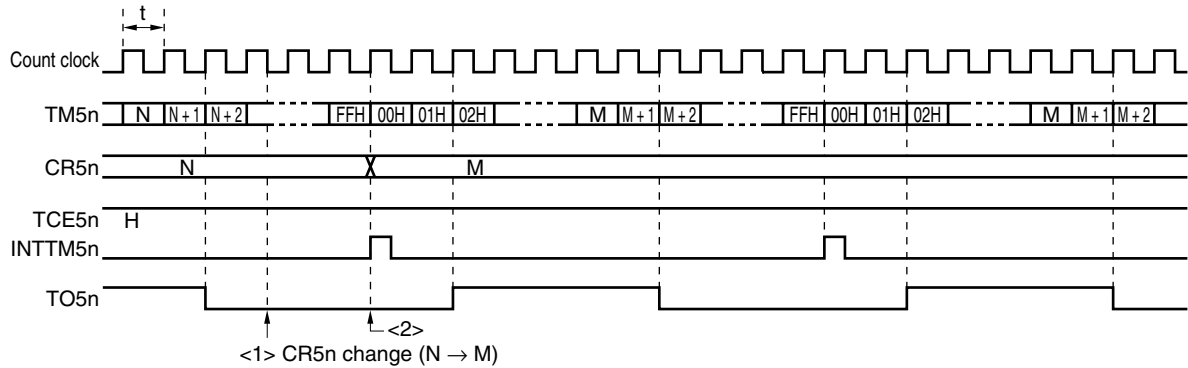 t
Count clock
TM5n N N + 1 N + 2 FFH 00H 01H 02H M M + 1 M + 2 FFH 00H 01H 02H M M + 1 M + 2
CR5n N M
TCE5n H
INTTM5n
TO5n
<2>
<1> CR5n change (N → M)